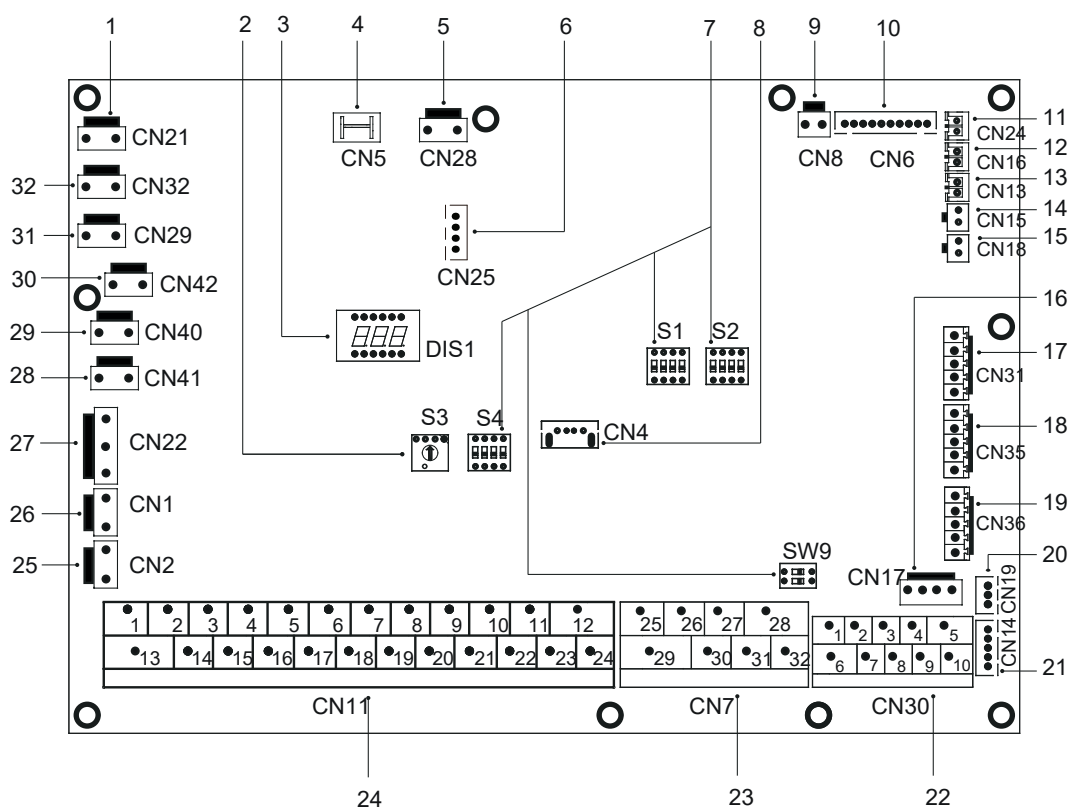 1 2 3 4 5 6 7 8 9 10
CN21 CN5 CN28 CN8 CN6 CN24 11
CN16 12
32 CN32 CN13 13
CN15 14
31 CN29 CN25 CN18 15
30 CN42 16
29 CN40 DIS1 S1 S2
28 CN41 CN31 17
27 CN22 S3 S4 CN4 CN35 18
26 CN1 CN36 19
25 CN2 SW9 CN17 CN19 20
1 2 3 4 5 6 7 8 9 10 11 12 25 26 27 28 1 2 3 4 5
13 14 15 16 17 18 19 20 21 22 23 24 29 30 31 32 6 7 8 9 10 CN14 21
CN11 CN7 CN30
24 23 22